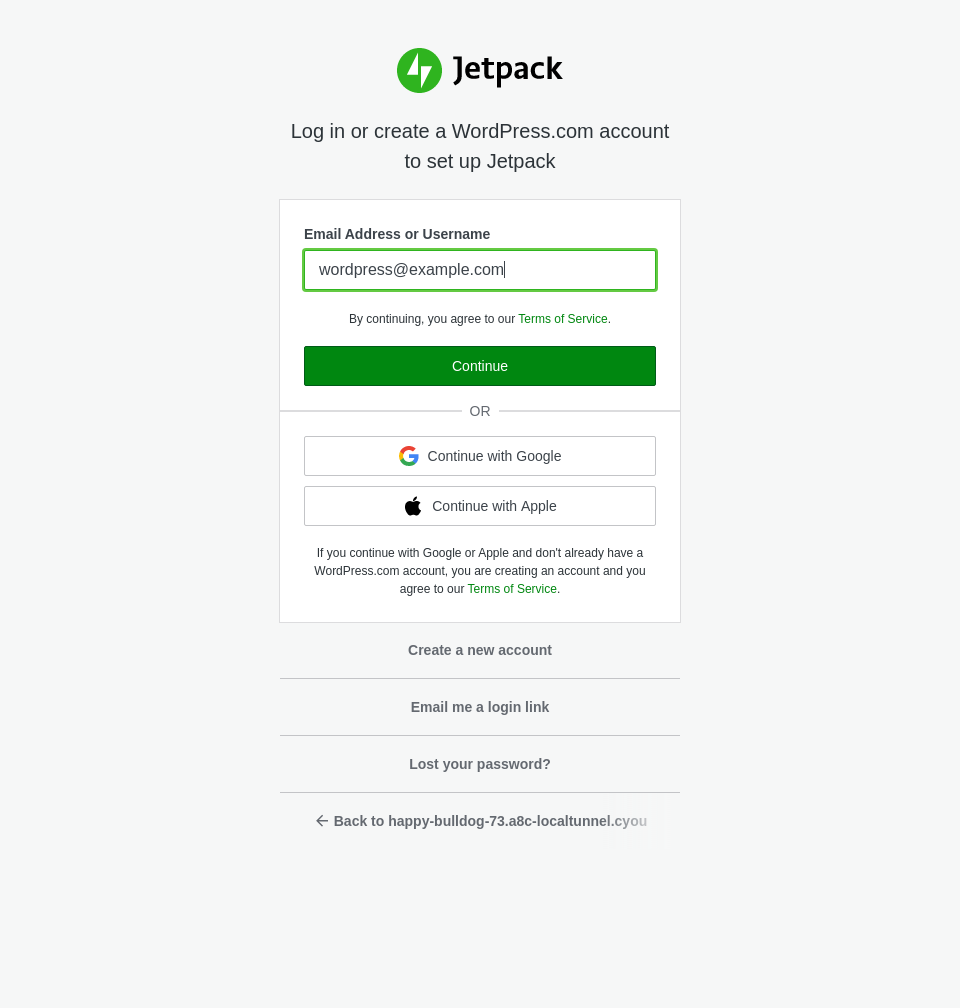 Jetpack
Log in or create a WordPress.com account
to set up Jetpack
Email Address or Username
wordpress@example.com
By continuing, you agree to our Terms of Service.
Continue
OR
Continue with Google
Continue with Apple
If you continue with Google or Apple and don't already have a
WordPress.com account, you are creating an account and you
agree to our Terms of Service.
Create a new account
Email me a login link
Lost your password?
← Back to happy-bulldog-73.a8c-localtunnel.cyou